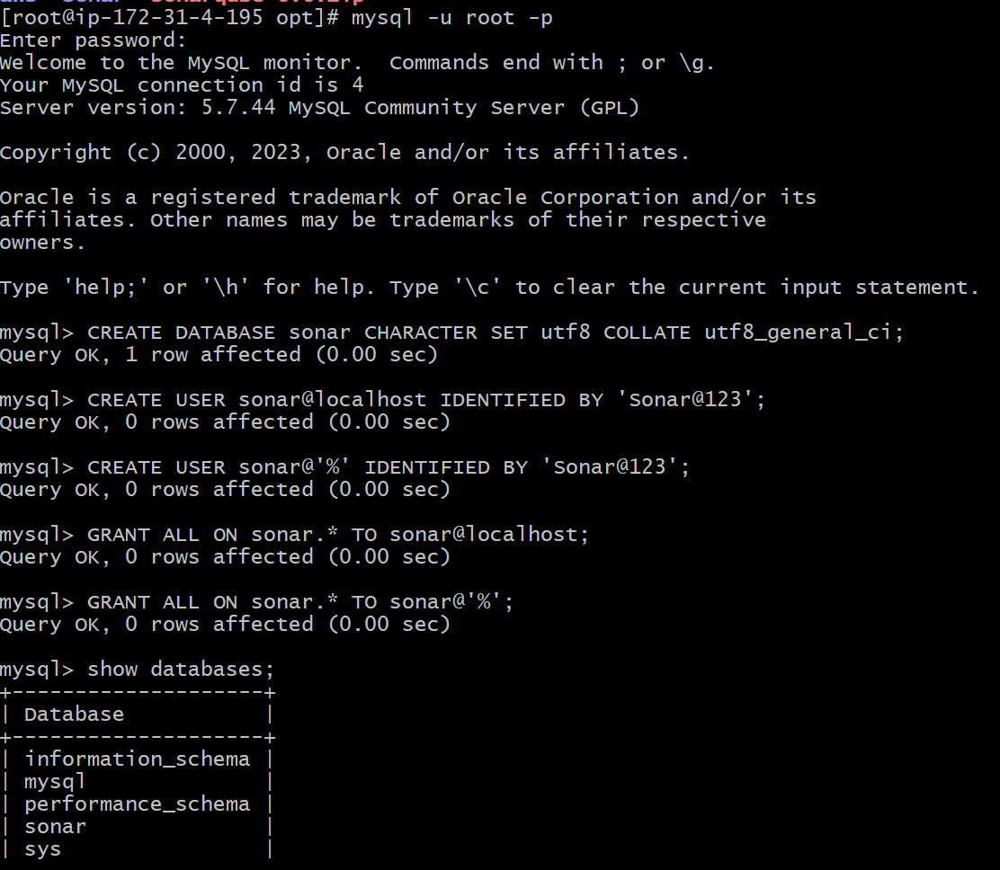 [root@ip-172-31-4-195 opt]# mysql -u root -p
Enter password:
Welcome to the MySQL monitor.  Commands end with ; or \g.
Your MySQL connection id is 4
Server version: 5.7.44 MySQL Community Server (GPL)

Copyright (c) 2000, 2023, Oracle and/or its affiliates.

Oracle is a registered trademark of Oracle Corporation and/or its
affiliates. Other names may be trademarks of their respective
owners.

Type 'help;' or '\h' for help. Type '\c' to clear the current input statement.

mysql> CREATE DATABASE sonar CHARACTER SET utf8 COLLATE utf8_general_ci;
Query OK, 1 row affected (0.00 sec)

mysql> CREATE USER sonar@localhost IDENTIFIED BY 'Sonar@123';
Query OK, 0 rows affected (0.00 sec)

mysql> CREATE USER sonar@'%' IDENTIFIED BY 'Sonar@123';
Query OK, 0 rows affected (0.00 sec)

mysql> GRANT ALL ON sonar.* TO sonar@localhost;
Query OK, 0 rows affected (0.00 sec)

mysql> GRANT ALL ON sonar.* TO sonar@'%';
Query OK, 0 rows affected (0.00 sec)

mysql> show databases;
+--------------------+
| Database           |
+--------------------+
| information_schema |
| mysql              |
| performance_schema |
| sonar              |
| sys                |